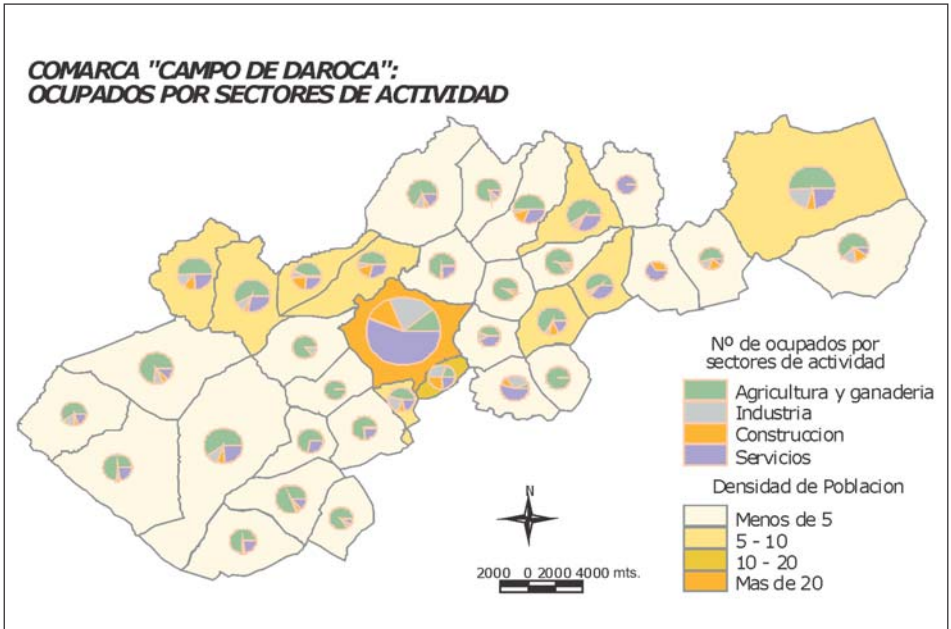 COMARCA "CAMPO DE DAROCA":
OCUPADOS POR SECTORES DE ACTIVIDAD
Nº de ocupados por
sectores de actividad
Agricultura y ganaderia
Industria
Construccion
Servicios
Densidad de Poblacion
Menos de 5
5 - 10
10 - 20
Mas de 20
N
2000 0 2000 4000 mts.